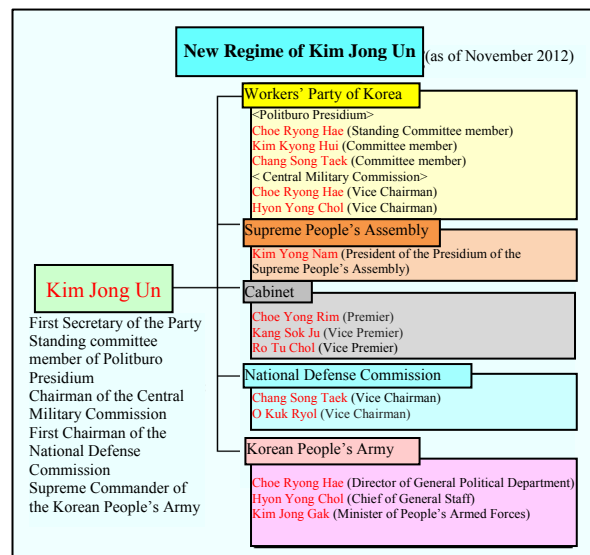 New Regime of Kim Jong Un
(as of November 2012)
Workers' Party of Korea
<Politburo Presidium>
Choe Ryong Hae (Standing Committee member)
Kim Kyong Hui (Committee member)
Chang Song Taek (Committee member)
< Central Military Commission>
Choe Ryong Hae (Vice Chairman)
Hyon Yong Chol (Vice Chairman)
Supreme People's Assembly
Kim Yong Nam (President of the Presidium of the
Supreme People's Assembly)
Kim Jong Un
First Secretary of the Party
Standing committee
member of Politburo
Presidium
Chairman of the Central
Military Commission
First Chairman of the
National Defense
Commission
Supreme Commander of
the Korean People's Army
Cabinet
Choe Yong Rim (Premier)
Kang Sok Ju (Vice Premier)
Ro Tu Chol (Vice Premier)
National Defense Commission
Chang Song Taek (Vice Chairman)
O Kuk Ryol (Vice Chairman)
Korean People's Army
Choe Ryong Hae (Director of General Political Department)
Hyon Yong Chol (Chief of General Staff)
Kim Jong Gak (Minister of People's Armed Forces)